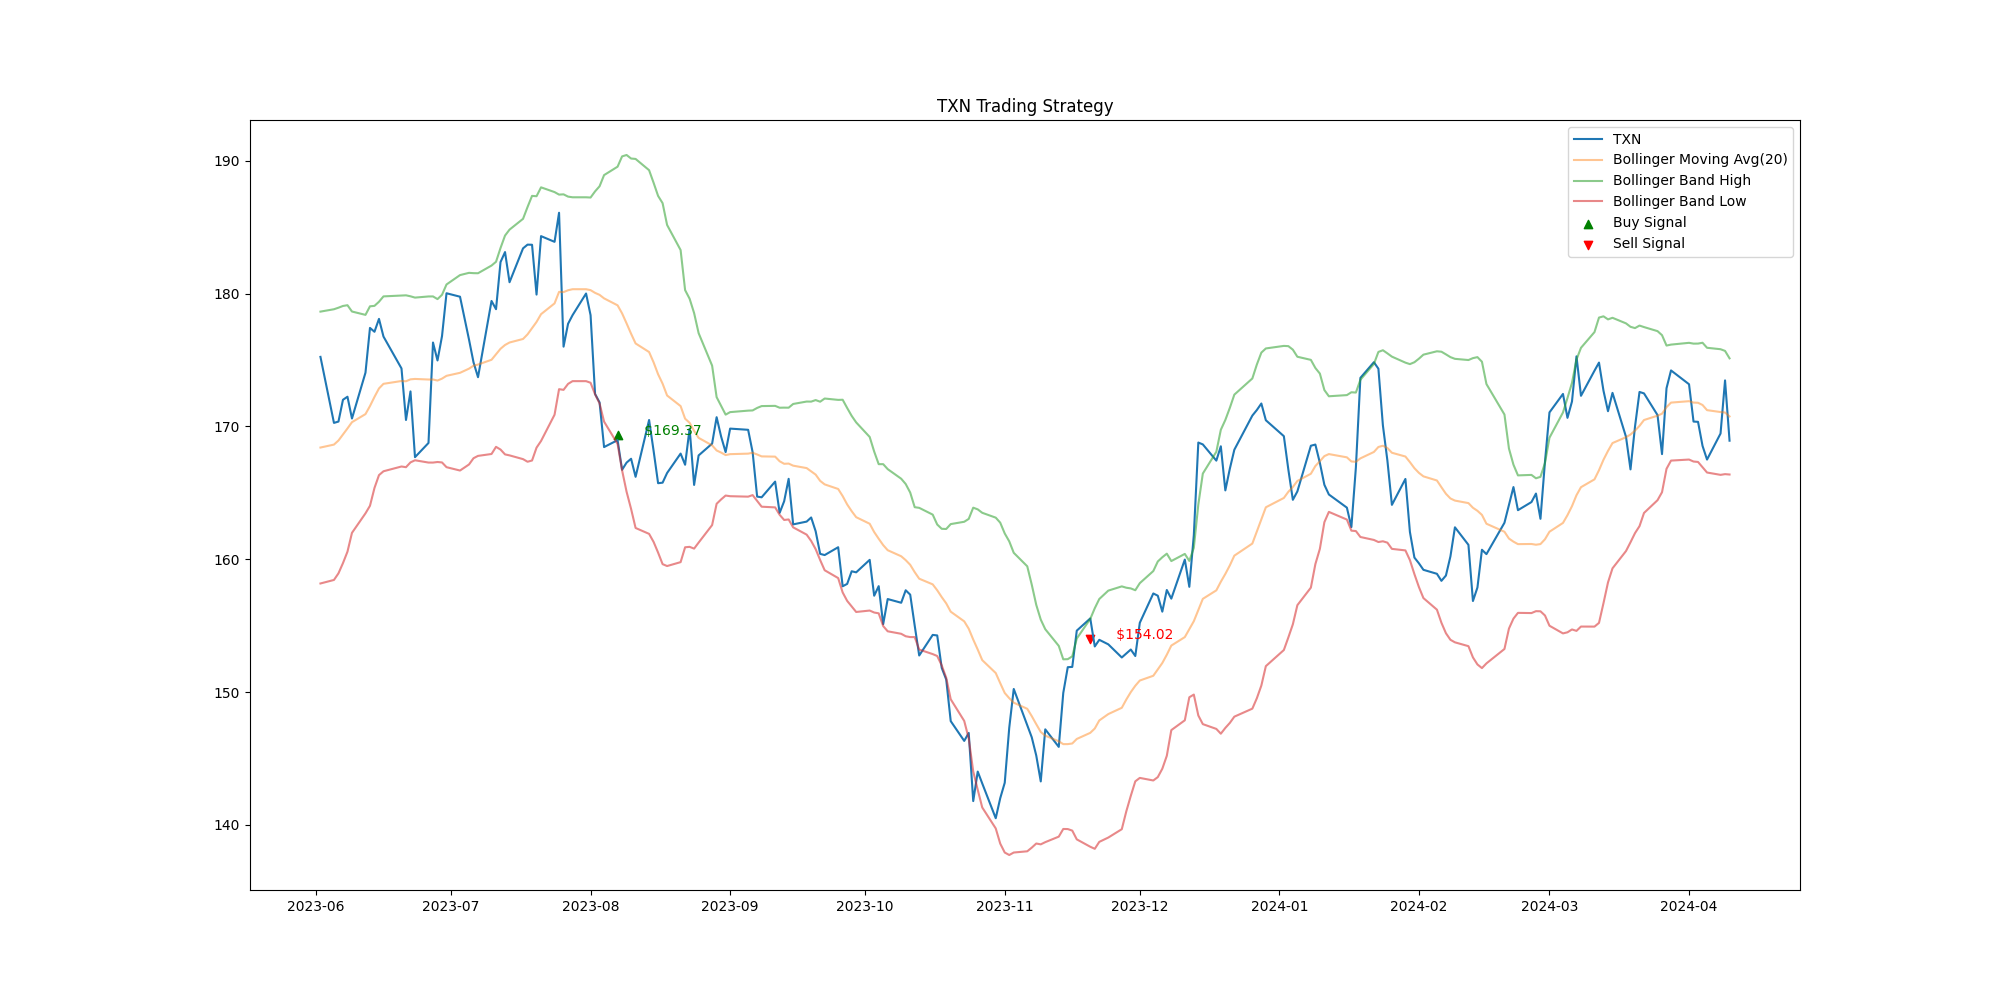 TXN Trading Strategy
TXN
Bollinger Moving Avg(20)
Bollinger Band High
Bollinger Band Low
Buy Signal
Sell Signal
190
180
170
160
150
140
$169.37
$154.02
2023-06
2023-07
2023-08
2023-09
2023-10
2023-11
2023-12
2024-01
2024-02
2024-03
2024-04